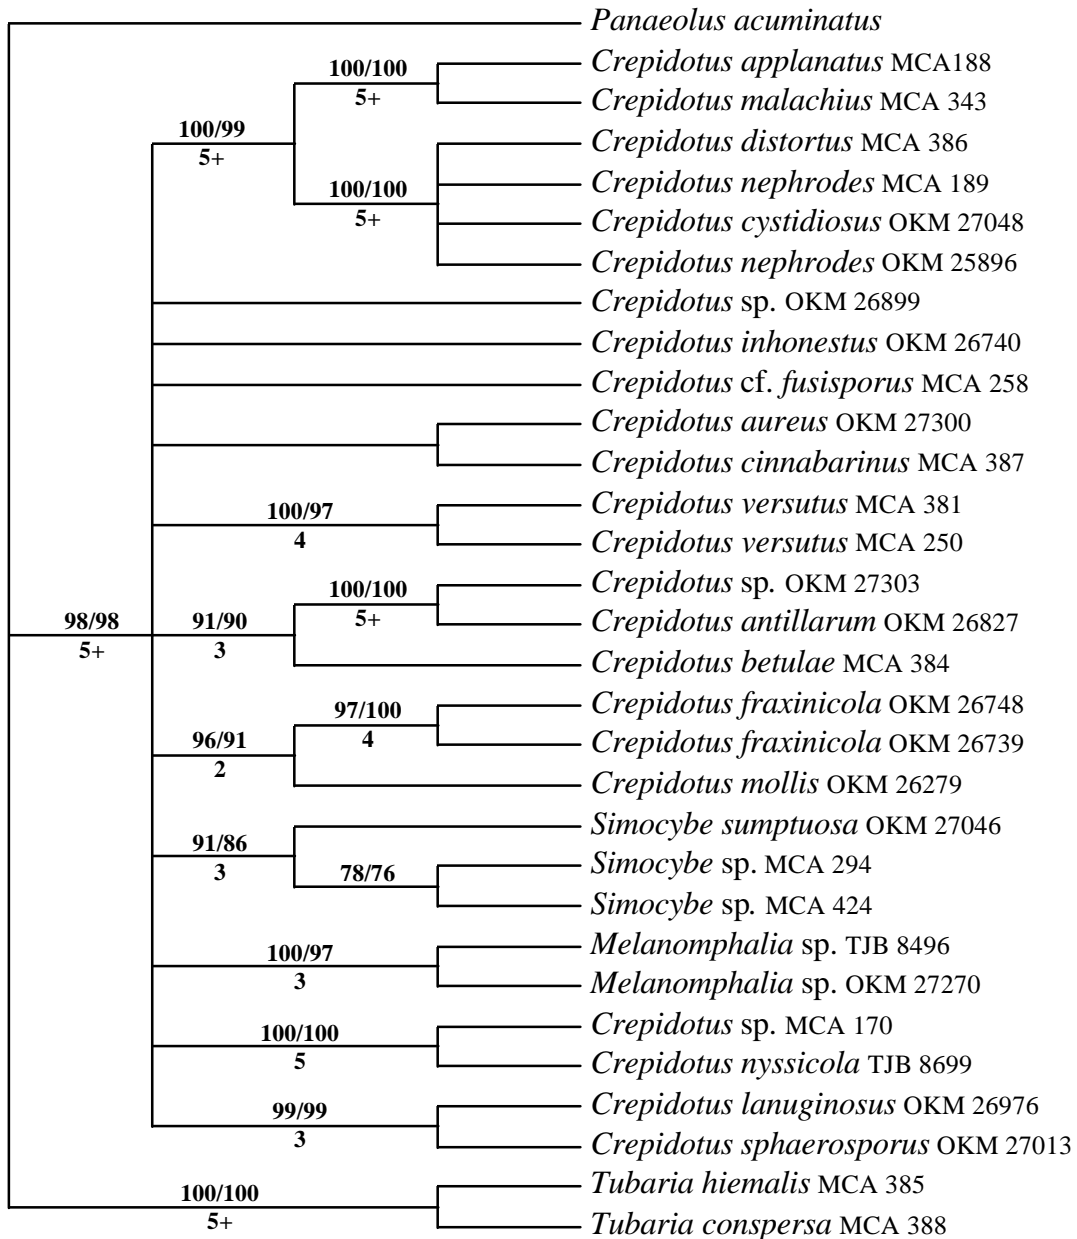 Panaeolus acuminatus
Crepidotus applanatus MCA188
100/100
5+
Crepidotus malachius MCA 343
100/99
5+
Crepidotus distortus MCA 386
Crepidotus nephrodes MCA 189
100/100
5+
Crepidotus cystidiosus OKM 27048
Crepidotus nephrodes OKM 25896
Crepidotus sp. OKM 26899
Crepidotus inhonestus OKM 26740
Crepidotus cf. fusisporus MCA 258
Crepidotus aureus OKM 27300
Crepidotus cinnabarinus MCA 387
Crepidotus versutus MCA 381
100/97
4
Crepidotus versutus MCA 250
Crepidotus sp. OKM 27303
100/100
5+
Crepidotus antillarum OKM 26827
98/98
5+
91/90
3
Crepidotus betulae MCA 384
Crepidotus fraxinicola OKM 26748
97/100
4
Crepidotus fraxinicola OKM 26739
96/91
2
Crepidotus mollis OKM 26279
Simocybe sumptuosa OKM 27046
91/86
3
Simocybe sp. MCA 294
78/76
Simocybe sp. MCA 424
Melanomphalia sp. TJB 8496
100/97
3
Melanomphalia sp. OKM 27270
Crepidotus sp. MCA 170
100/100
5
Crepidotus nyssicola TJB 8699
Crepidotus lanuginosus OKM 26976
99/99
3
Crepidotus sphaerosporus OKM 27013
Tubaria hiemalis MCA 385
100/100
5+
Tubaria conspersa MCA 388